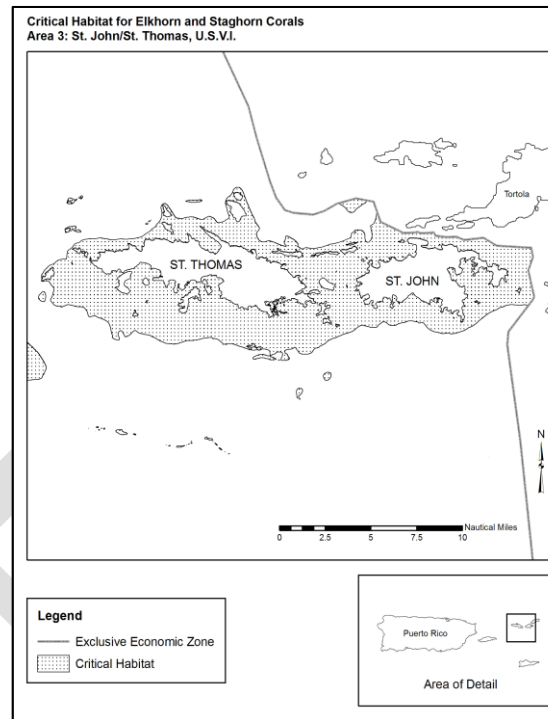 Critical Habitat for Elkhorn and Staghorn Corals
Area 3: St. John/St. Thomas, U.S.V.I.
Tortola
ST. THOMAS
ST. JOHN
N
Nautical Miles
0 2.5 5 7.5 10
Legend
Exclusive Economic Zone
Critical Habitat
Puerto Rico
Area of Detail